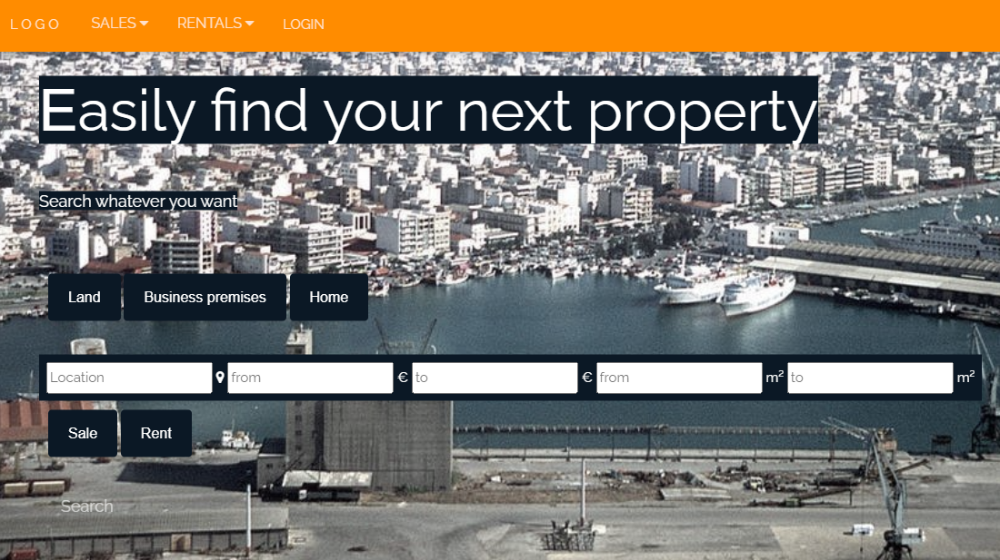 LOGO SALES RENTALS LOGIN
Easily find your next property
Search whatever you want
Land Business premises Home
Location from € to € from m² to m²
Sale Rent
Search